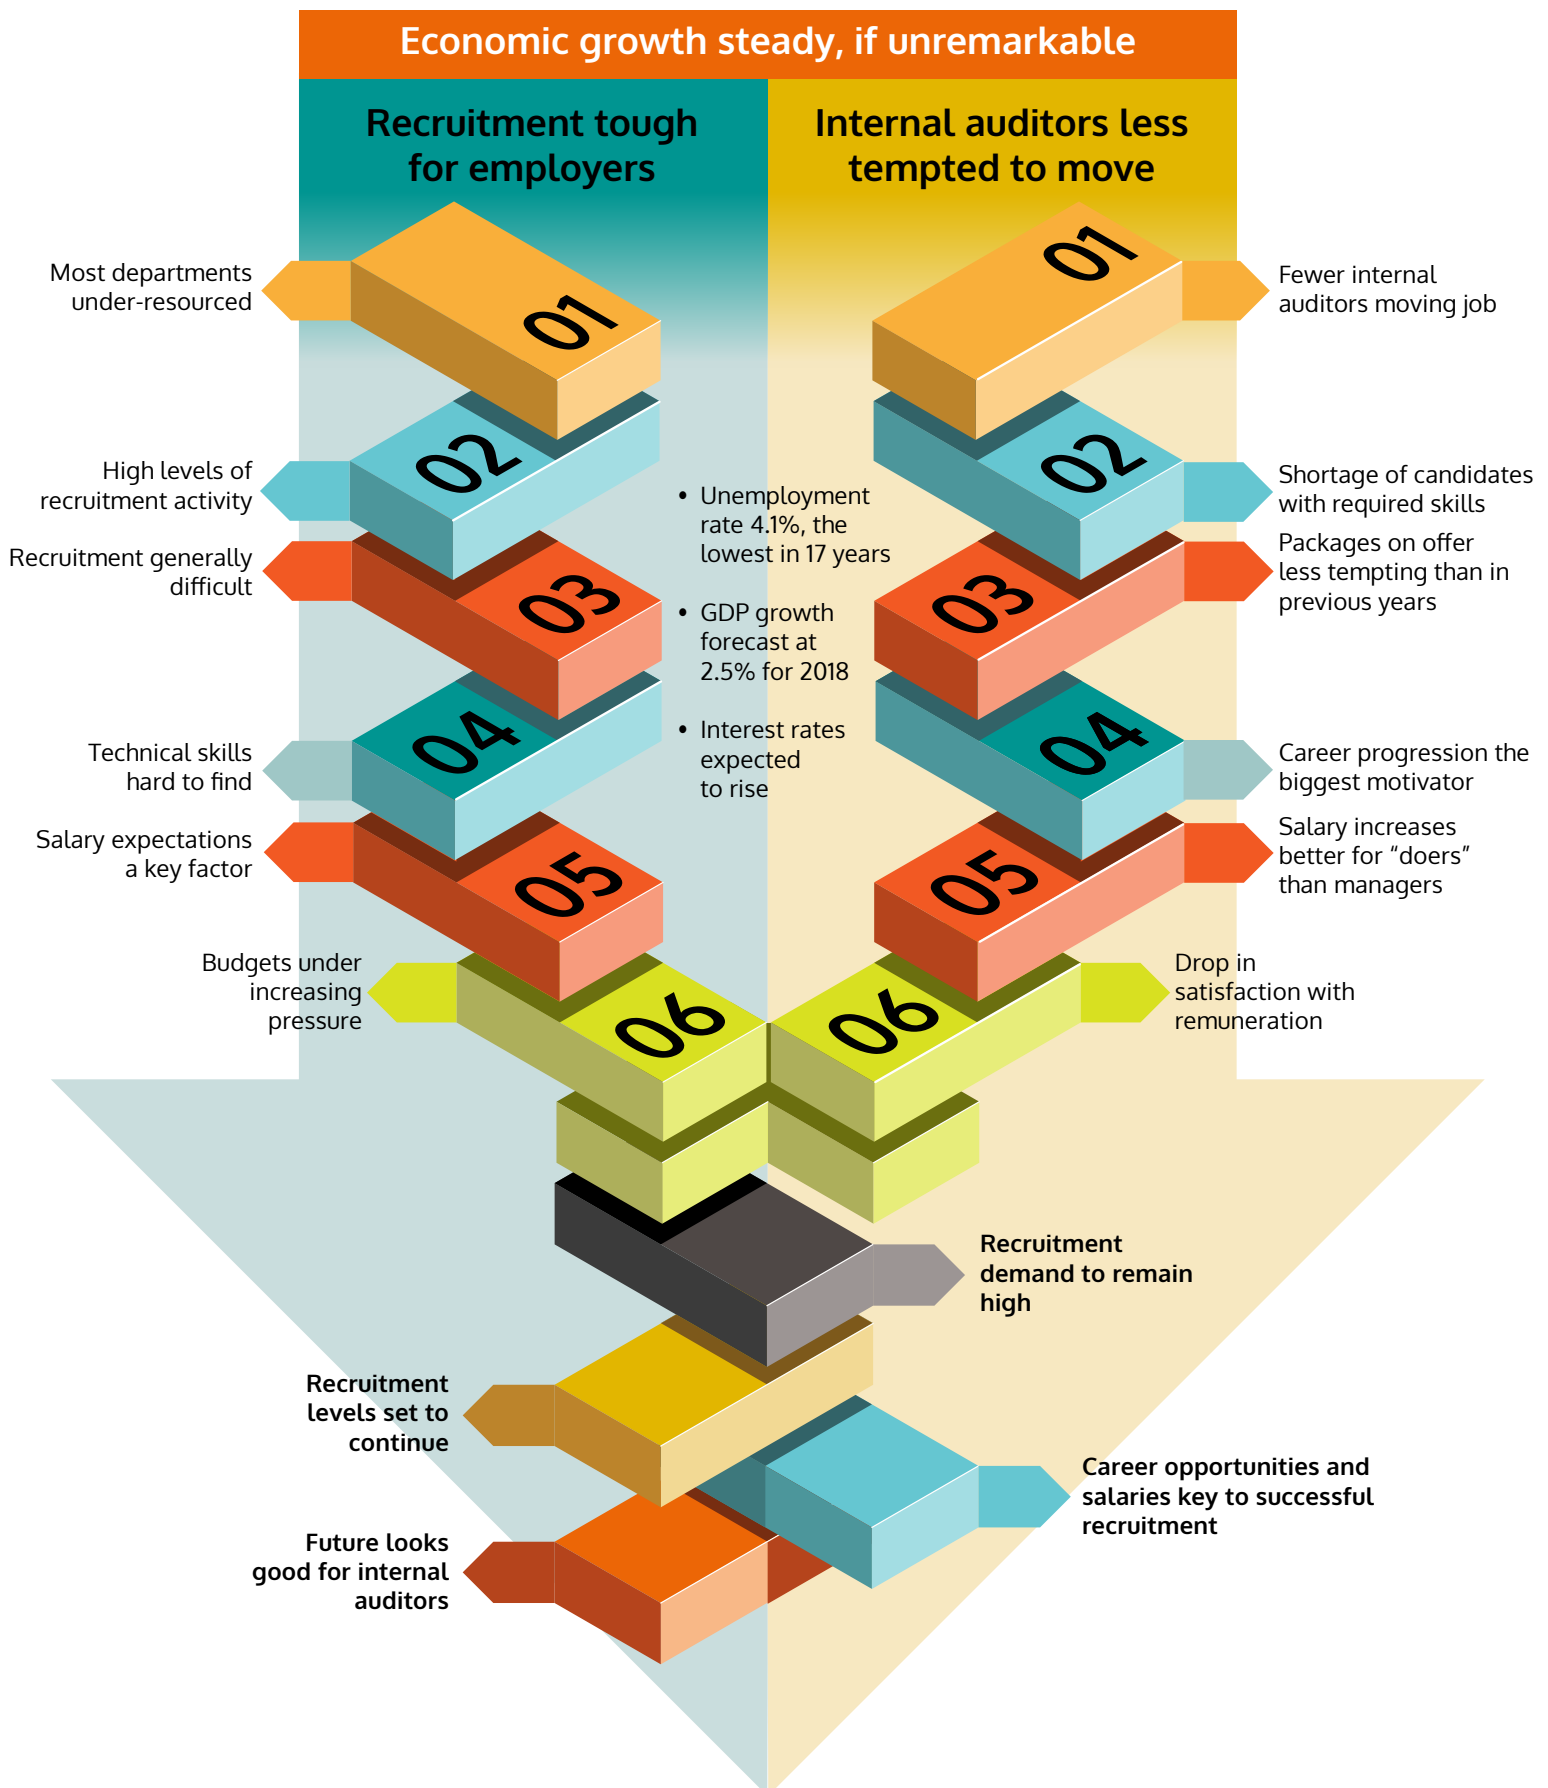 Economic growth steady, if unremarkable
Recruitment tough
for employers
Internal auditors less
tempted to move
01
Most departments
under-resourced
02
High levels of
recruitment activity
03
Recruitment generally
difficult
04
Technical skills
hard to find
05
Salary expectations
a key factor
06
Budgets under
increasing
pressure
• Unemployment
rate 4.1%, the
lowest in 17 years
• GDP growth
forecast at
2.5% for 2018
• Interest rates
expected
to rise
01
Fewer internal
auditors moving job
02
Shortage of candidates
with required skills
03
Packages on offer
less tempting than in
previous years
04
Career progression the
biggest motivator
05
Salary increases
better for “doers”
than managers
06
Drop in
satisfaction with
remuneration
Recruitment
demand to remain
high
Recruitment
levels set to
continue
Career opportunities and
salaries key to successful
recruitment
Future looks
good for internal
auditors